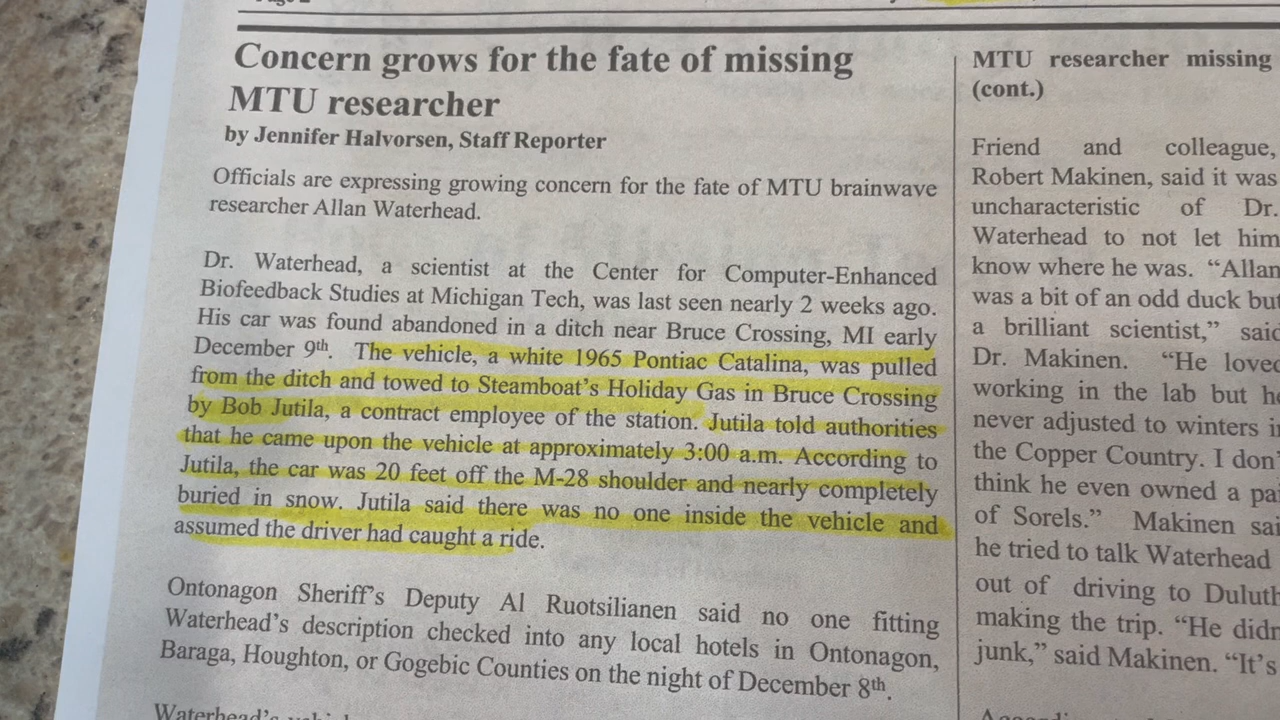 Concern grows for the fate of missing
MTU researcher
by Jennifer Halvorsen, Staff Reporter
Officials are expressing growing concern for the fate of MTU brainwave
researcher Allan Waterhead.
Dr. Waterhead, a scientist at the Center for Computer-Enhanced
Biofeedback Studies at Michigan Tech, was last seen nearly 2 weeks ago.
His car was found abandoned in a ditch near Bruce Crossing, MI early
December 9th. The vehicle, a white 1965 Pontiac Catalina, was pulled
from the ditch and towed to Steamboat's Holiday Gas in Bruce Crossing
by Bob Jutila, a contract employee of the station. Jutila told authorities
that he came upon the vehicle at approximately 3:00 a.m. According to
Jutila, the car was 20 feet off the M-28 shoulder and nearly completely
buried in snow. Jutila said there was no one inside the vehicle and
assumed the driver had caught a ride.
Ontonagon Sheriff's Deputy Al Ruotsilianen said no one fitting
Waterhead's description checked into any local hotels in Ontonagon,
Baraga, Houghton, or Gogebic Counties on the night of December 8th.
Waterhead's
MTU researcher missing
(cont.)
Friend and colleague,
Robert Makinen, said it was
uncharacteristic of Dr.
Waterhead to not let him
know where he was. "Allan
was a bit of an odd duck but
a brilliant scientist," said
Dr. Makinen. "He loved
working in the lab but he
never adjusted to winters in
the Copper Country. I don't
think he even owned a pa
of Sorels." Makinen sai
he tried to talk Waterhead
out of driving to Duluth
making the trip. "He didn
junk," said Makinen. "It's